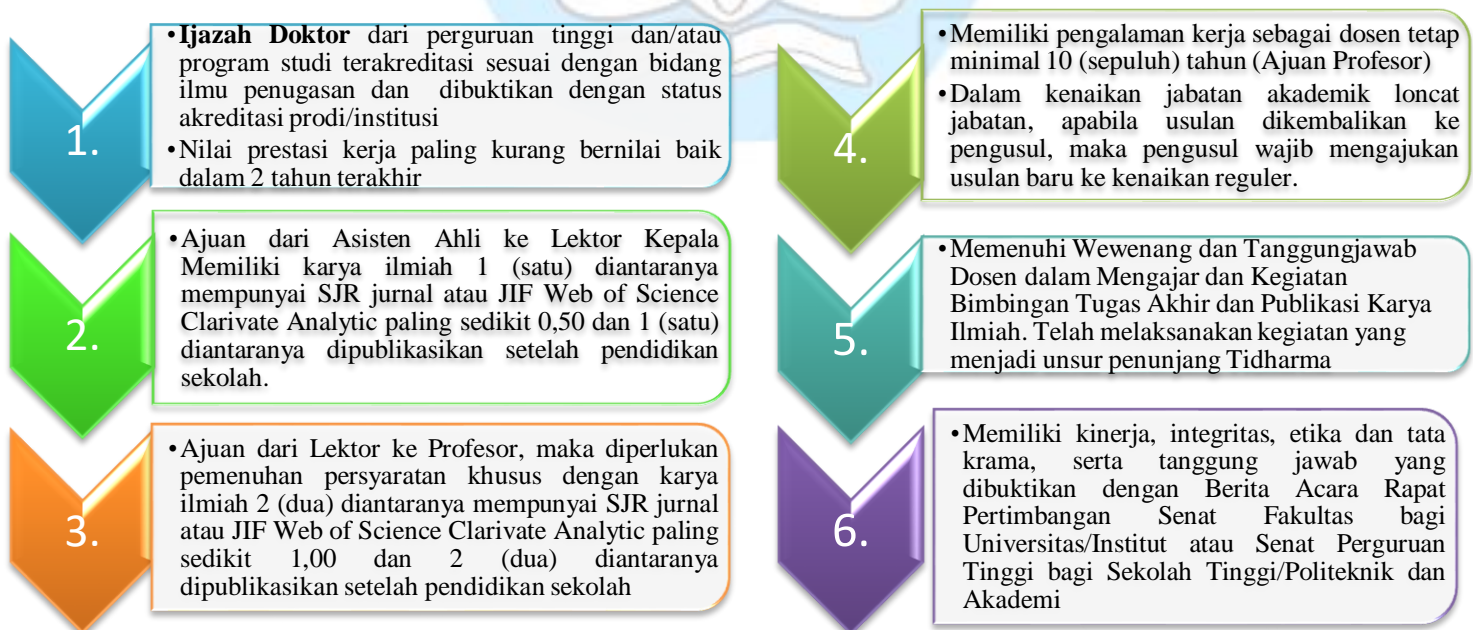 1.
•Ijazah Doktor dari perguruan tinggi dan/atau
program studi terakreditasi sesuai dengan bidang
ilmu penugasan dan dibuktikan dengan status
akreditasi prodi/institusi
•Nilai prestasi kerja paling kurang bernilai baik
dalam 2 tahun terakhir
2.
•Ajuan dari Asisten Ahli ke Lektor Kepala
Memiliki karya ilmiah 1 (satu) diantaranya
mempunyai SJR jurnal atau JIF Web of Science
Clarivate Analytic paling sedikit 0,50 dan 1 (satu)
diantaranya dipublikasikan setelah pendidikan
sekolah.
3.
•Ajuan dari Lektor ke Profesor, maka diperlukan
pemenuhan persyaratan khusus dengan karya
ilmiah 2 (dua) diantaranya mempunyai SJR jurnal
atau JIF Web of Science Clarivate Analytic paling
sedikit 1,00 dan 2 (dua) diantaranya
dipublikasikan setelah pendidikan sekolah
4.
•Memiliki pengalaman kerja sebagai dosen tetap
minimal 10 (sepuluh) tahun (Ajuan Profesor)
•Dalam kenaikan jabatan akademik loncat
jabatan, apabila usulan dikembalikan ke
pengusul, maka pengusul wajib mengajukan
usulan baru ke kenaikan reguler.
5.
•Memenuhi Wewenang dan Tanggungjawab
Dosen dalam Mengajar dan Kegiatan
Bimbingan Tugas Akhir dan Publikasi Karya
Ilmiah. Telah melaksanakan kegiatan yang
menjadi unsur penunjang Tidharma
6.
•Memiliki kinerja, integritas, etika dan tata
krama, serta tanggung jawab yang
dibuktikan dengan Berita Acara Rapat
Pertimbangan Senat Fakultas bagi
Universitas/Institut atau Senat Perguruan
Tinggi bagi Sekolah Tinggi/Politeknik dan
Akademi